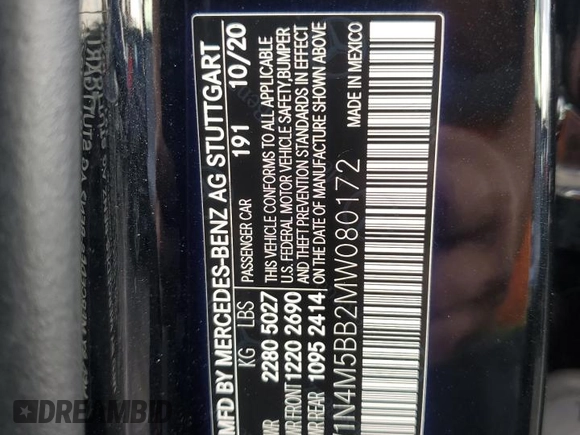 MFD BY MERCEDES-BENZ AG STUTTGART
191 10/20
KG LBS PASSENGER CAR
2280 5027
FRONT 1220 2690
REAR 1095 2414
THIS VEHICLE CONFORMS TO ALL APPLICABLE
U.S. FEDERAL MOTOR VEHICLE SAFETY, BUMPER
AND THEFT PREVENTION STANDARDS IN EFFECT
ON THE DATE OF MANUFACTURE SHOWN ABOVE
1N4M5BB2MW080172
MADE IN MEXICO
DREAMBID